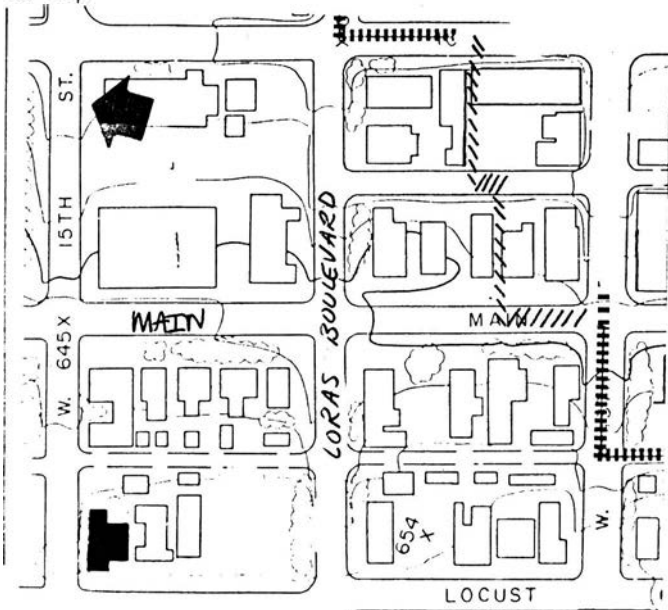 ST.
15TH
W.
645X
MAIN
LORAS BOULEVARD
MAIN
W.
654
X
LOCUST